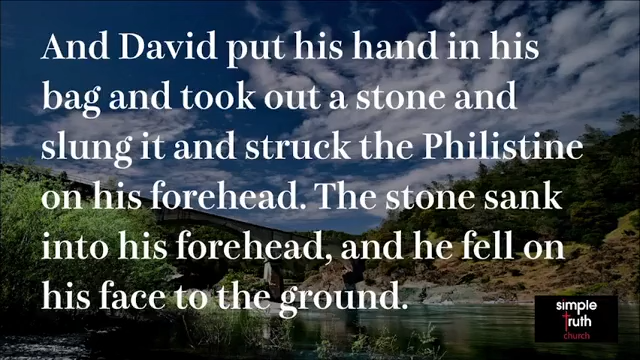 And David put his hand in his
bag and took out a stone and
slung it and struck the Philistine
on his forehead. The stone sank
into his forehead, and he fell on
his face to the ground.
simple
truth
church